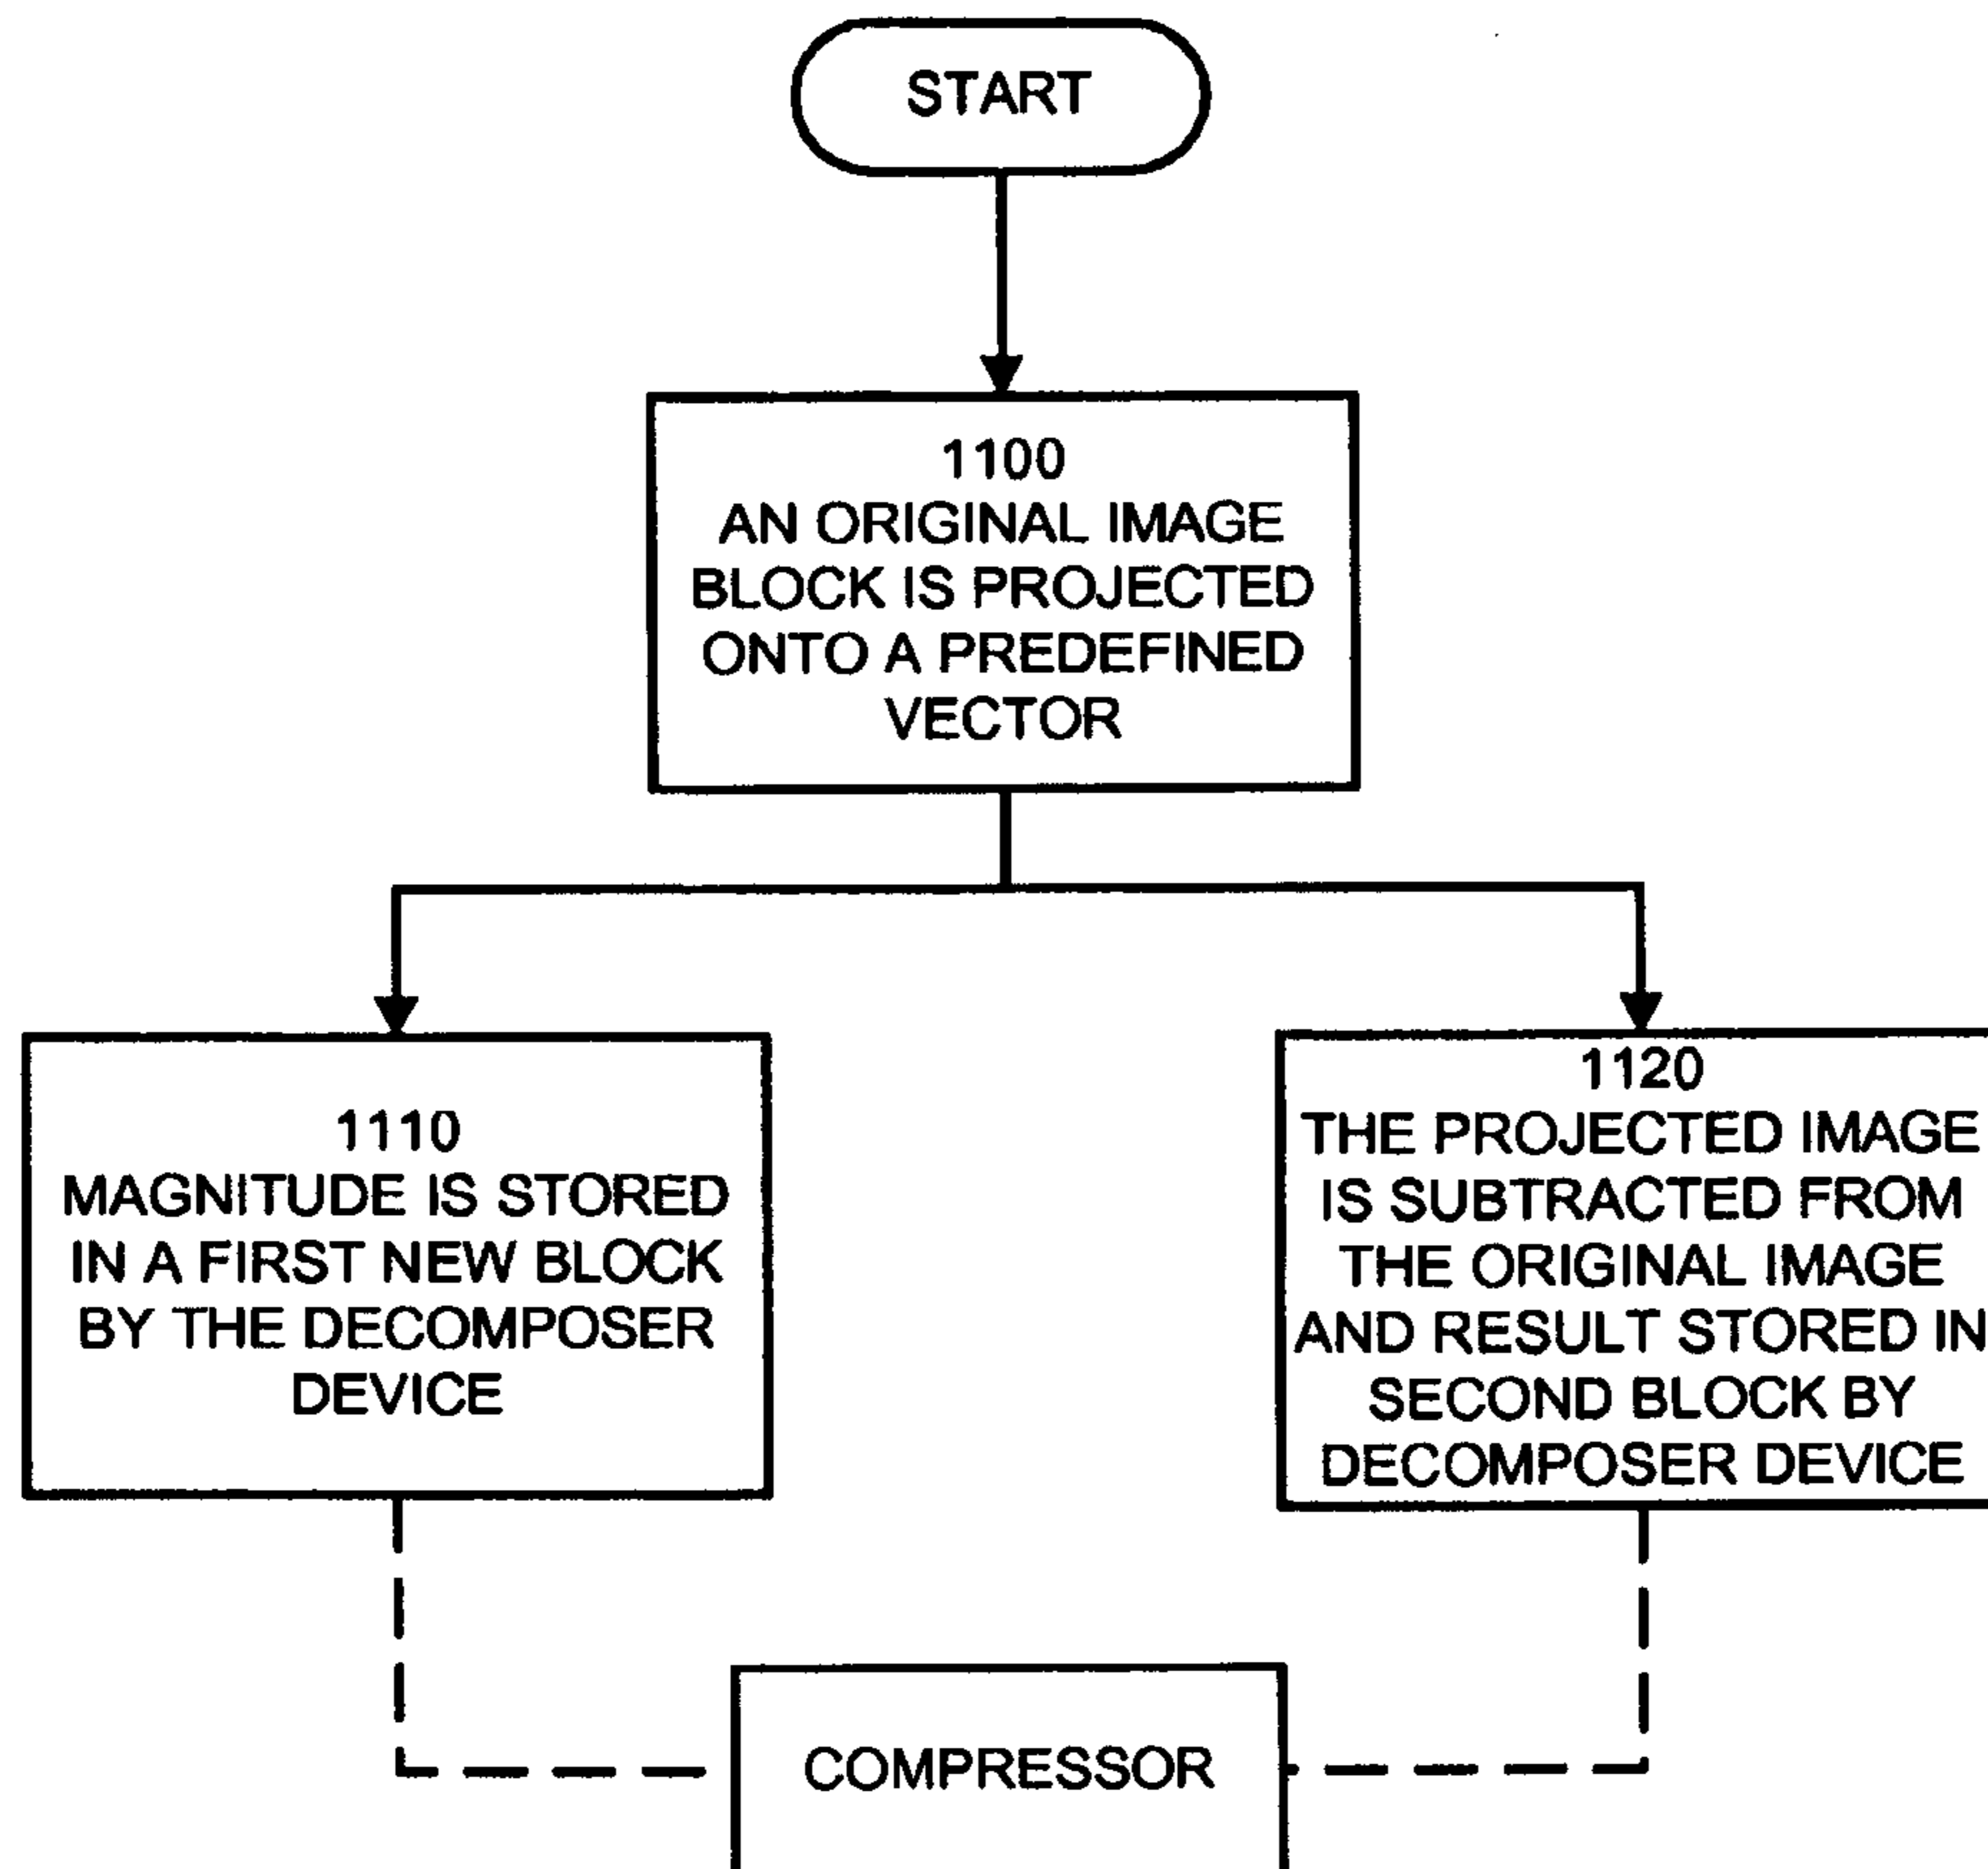 START
1100
AN ORIGINAL IMAGE
BLOCK IS PROJECTED
ONTO A PREDEFINED
VECTOR
1110
MAGNITUDE IS STORED
IN A FIRST NEW BLOCK
BY THE DECOMPOSER
DEVICE
1120
THE PROJECTED IMAGE
IS SUBTRACTED FROM
THE ORIGINAL IMAGE
AND RESULT STORED IN
SECOND BLOCK BY
DECOMPOSER DEVICE
COMPRESSOR